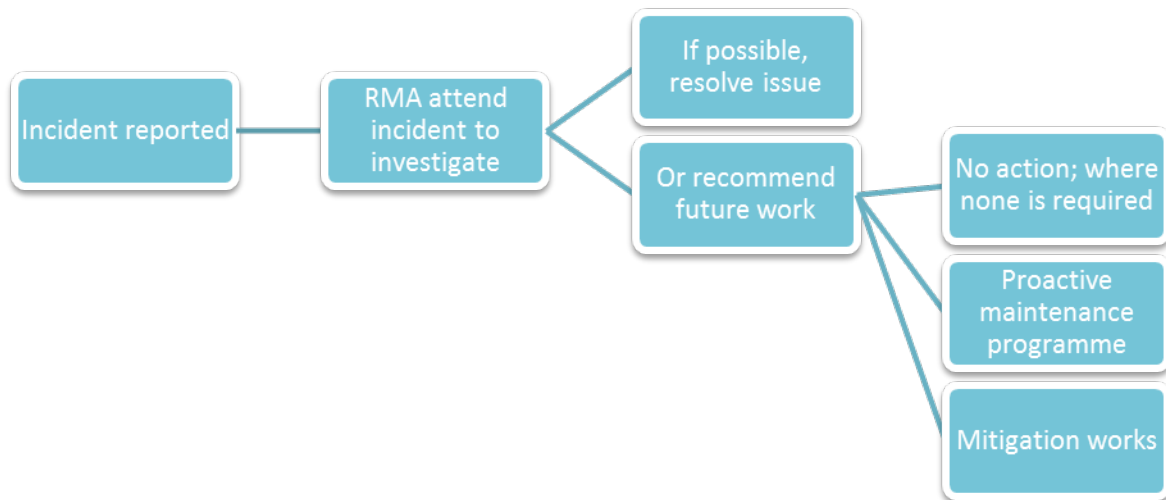 Incident reported
RMA attend
incident to
investigate
If possible,
resolve issue
Or recommend
future work
No action; where
none is required
Proactive
maintenance
programme
Mitigation works